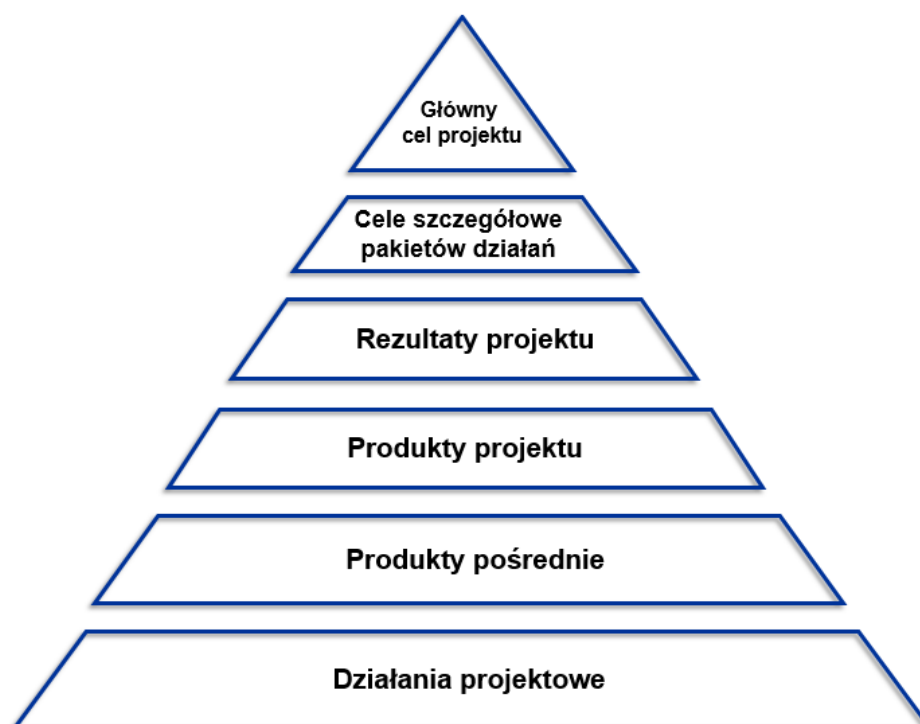 Główny
cel projektu
Cele szczegółowe
pakietów działań
Rezultaty projektu
Produkty projektu
Produkty pośrednie
Działania projektowe